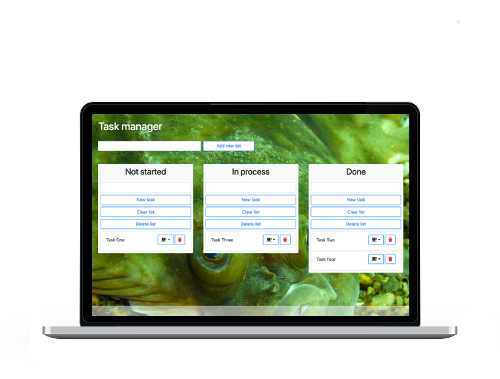 Task manager
Add new list
Not started
New task
Clear list
Delete list
Task One
In process
New task
Clear list
Delete list
Task Three
Done
New task
Clear list
Delete list
Task Two
Task Four